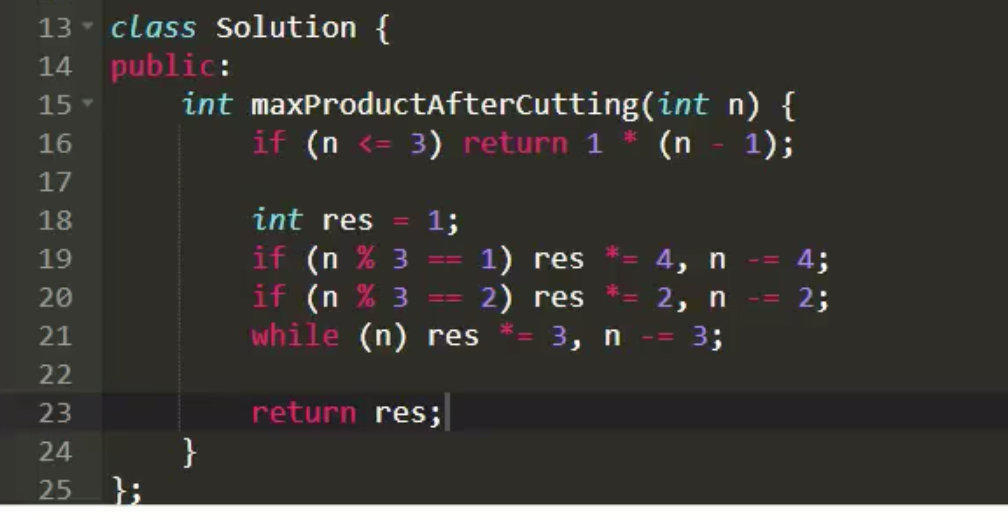 13 class Solution {
14 public:
15     int maxProductAfterCutting(int n) {
16         if (n <= 3) return 1 * (n - 1);
17
18         int res = 1;
19         if (n % 3 == 1) res *= 4, n -= 4;
20         if (n % 3 == 2) res *= 2, n -= 2;
21         while (n) res *= 3, n -= 3;
22
23         return res;
24     }
25 };